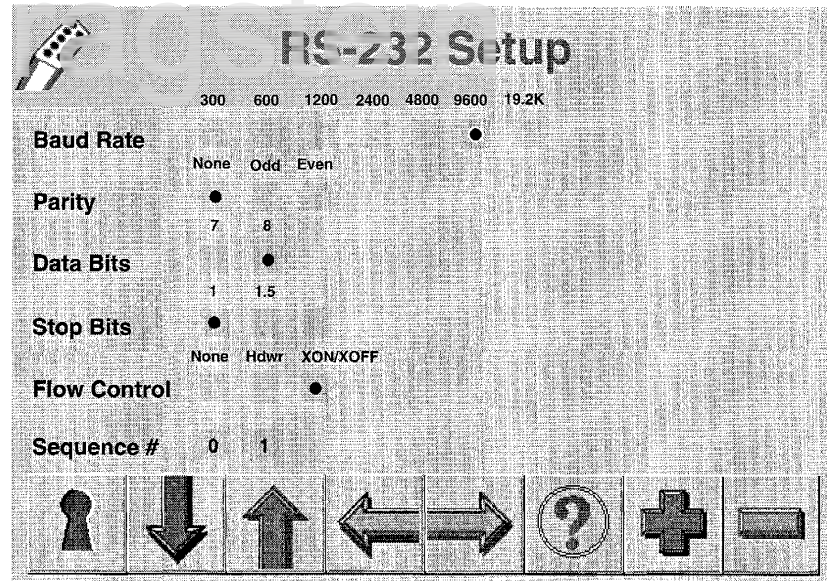 RS-232 Setup
300 600 1200 2400 4800 9600 19.2K
Baud Rate
None Odd Even
Parity
7 8
Data Bits
1 1.5
Stop Bits
None Hdwr XON/XOFF
Flow Control
Sequence # 0 1
?